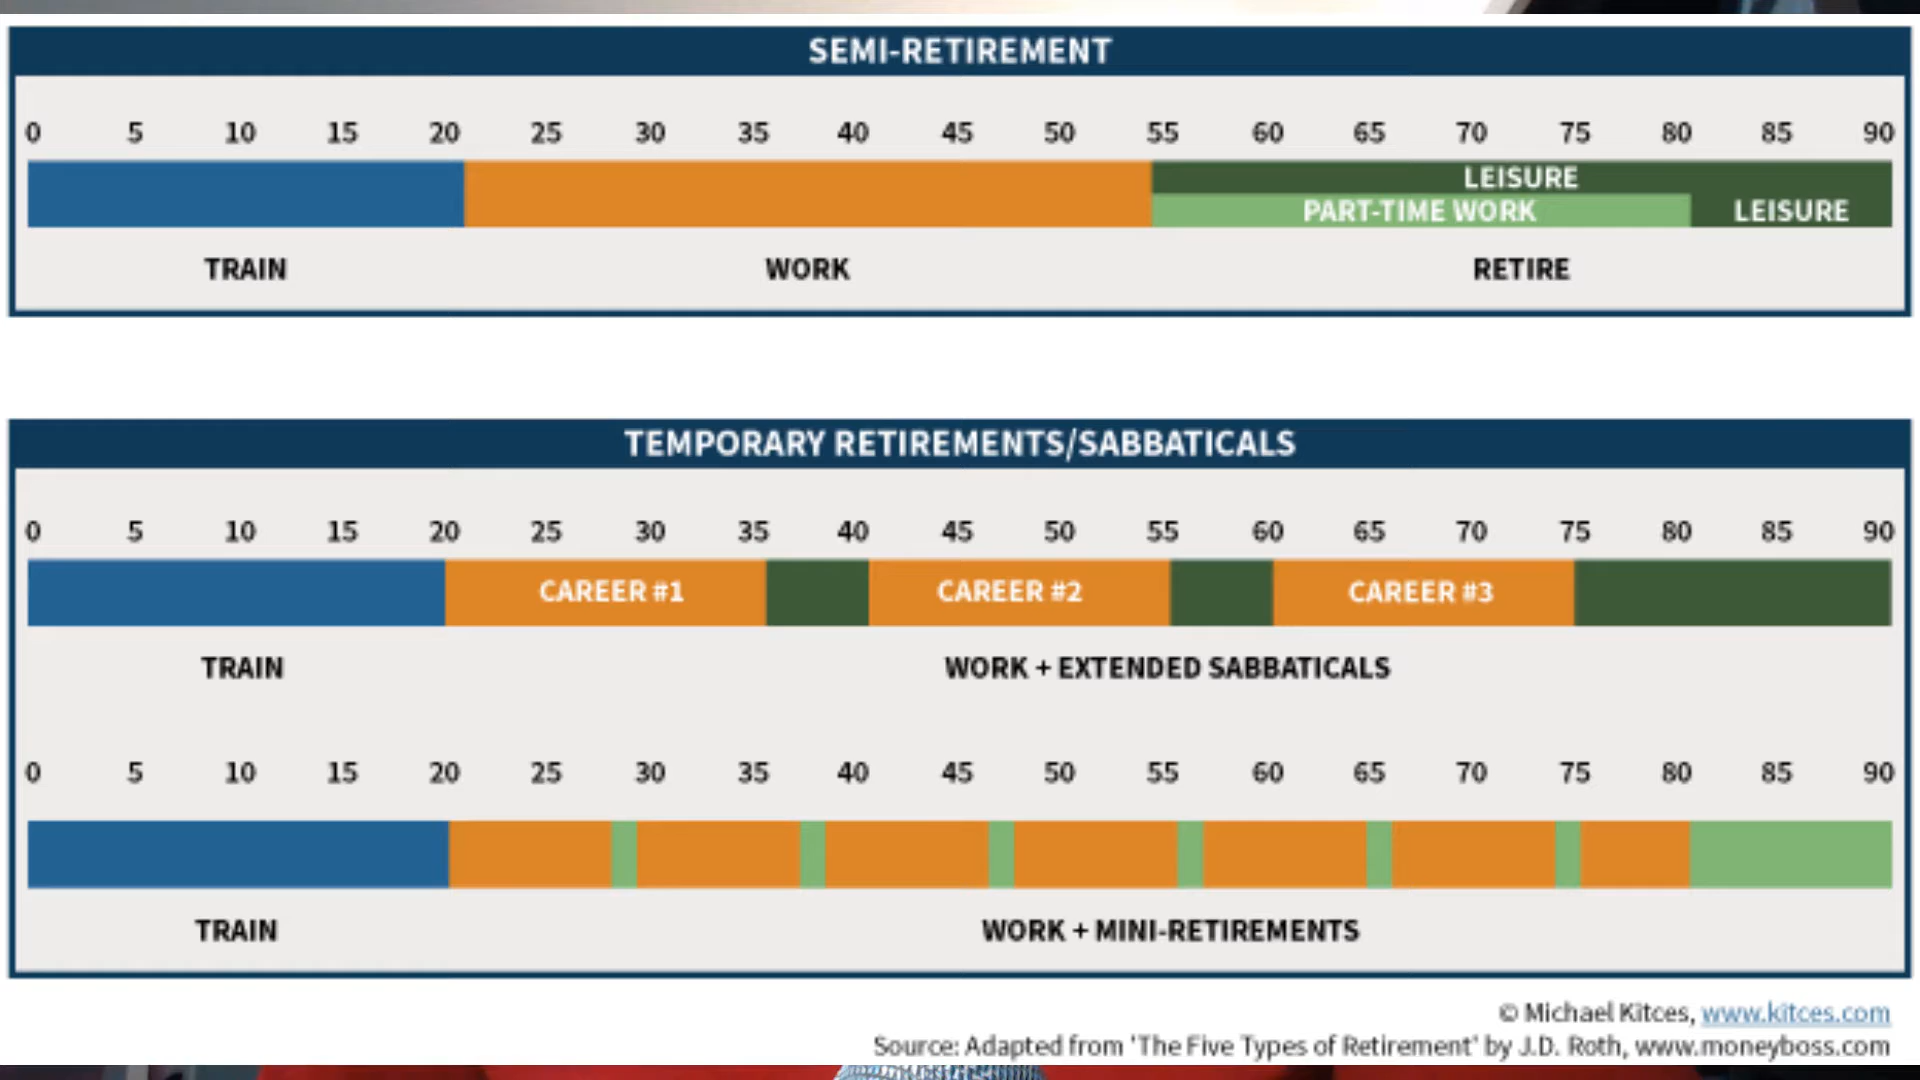 SEMI-RETIREMENT
0 5 10 15 20 25 30 35 40 45 50 55 60 65 70 75 80 85 90
LEISURE
PART-TIME WORK LEISURE
TRAIN WORK RETIRE
TEMPORARY RETIREMENTS/SABBATICALS
0 5 10 15 20 25 30 35 40 45 50 55 60 65 70 75 80 85 90
CAREER #1 CAREER #2 CAREER #3
TRAIN WORK + EXTENDED SABBATICALS
0 5 10 15 20 25 30 35 40 45 50 55 60 65 70 75 80 85 90
TRAIN WORK + MINI-RETIREMENTS
© Michael Kitces, www.kitces.com
Source: Adapted from 'The Five Types of Retirement' by J.D. Roth, www.moneyboss.com